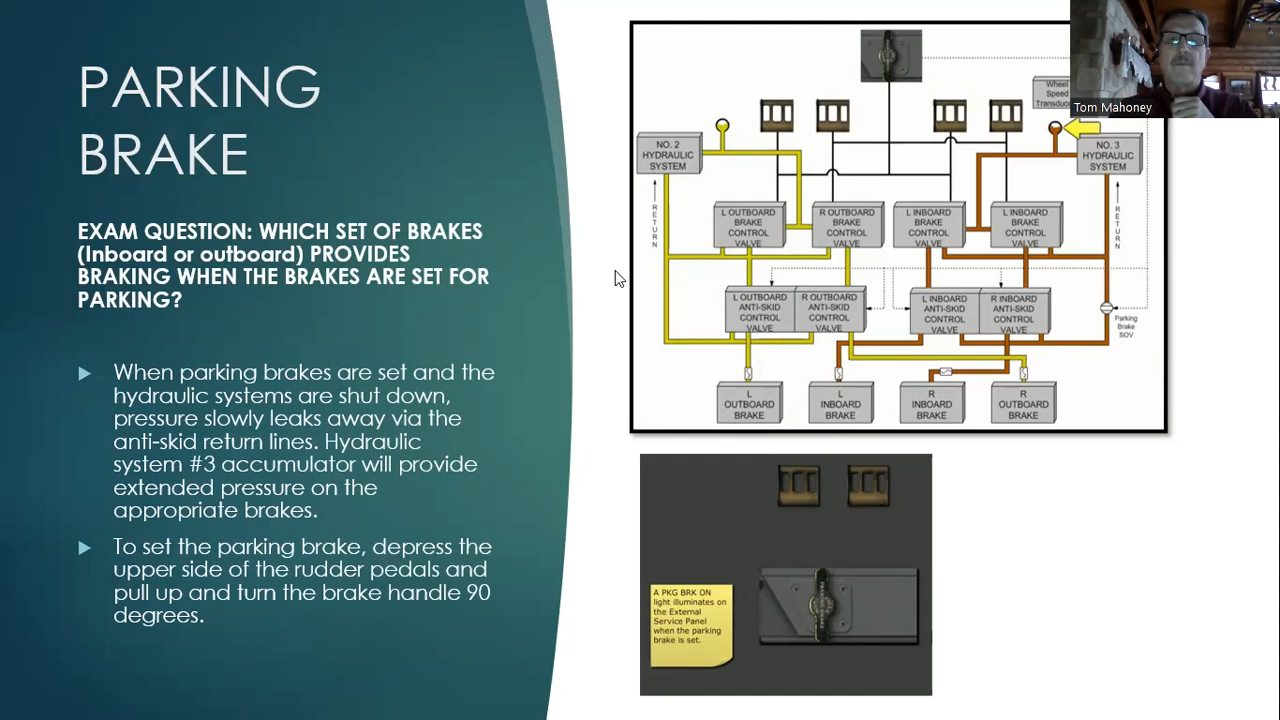 PARKING
BRAKE
EXAM QUESTION: WHICH SET OF BRAKES
(Inboard or outboard) PROVIDES
BRAKING WHEN THE BRAKES ARE SET FOR
PARKING?
When parking brakes are set and the
hydraulic systems are shut down,
pressure slowly leaks away via the
anti-skid return lines. Hydraulic
system #3 accumulator will provide
extended pressure on the
appropriate brakes.
To set the parking brake, depress the
upper side of the rudder pedals and
pull up and turn the brake handle 90
degrees.
Wheel
Speed
Transduce
Tom Mahoney
NO. 2
HYDRAULIC
SYSTEM
NO. 3
HYDRAULIC
SYSTEM
RETURN
RETURN
L OUTBOARD
BRAKE
CONTROL
VALVE
R OUTBOARD
BRAKE
CONTROL
VALVE
L INBOARD
BRAKE
CONTROL
VALVE
L INBOARD
BRAKE
CONTROL
VALVE
L OUTBOARD
ANTI-SKID
CONTROL
VALVE
R OUTBOARD
ANTI-SKID
CONTROL
VALVE
L INBOARD
ANTI-SKID
CONTROL
VALVE
R INBOARD
ANTI-SKID
CONTROL
VALVE
Parking
Brake
SOV
L
OUTBOARD
BRAKE
L
INBOARD
BRAKE
R
INBOARD
BRAKE
R
OUTBOARD
BRAKE
A PKG BRK ON
light illuminates on
the External
Service Panel
when the parking
brake is set.
PARKING BRAKE